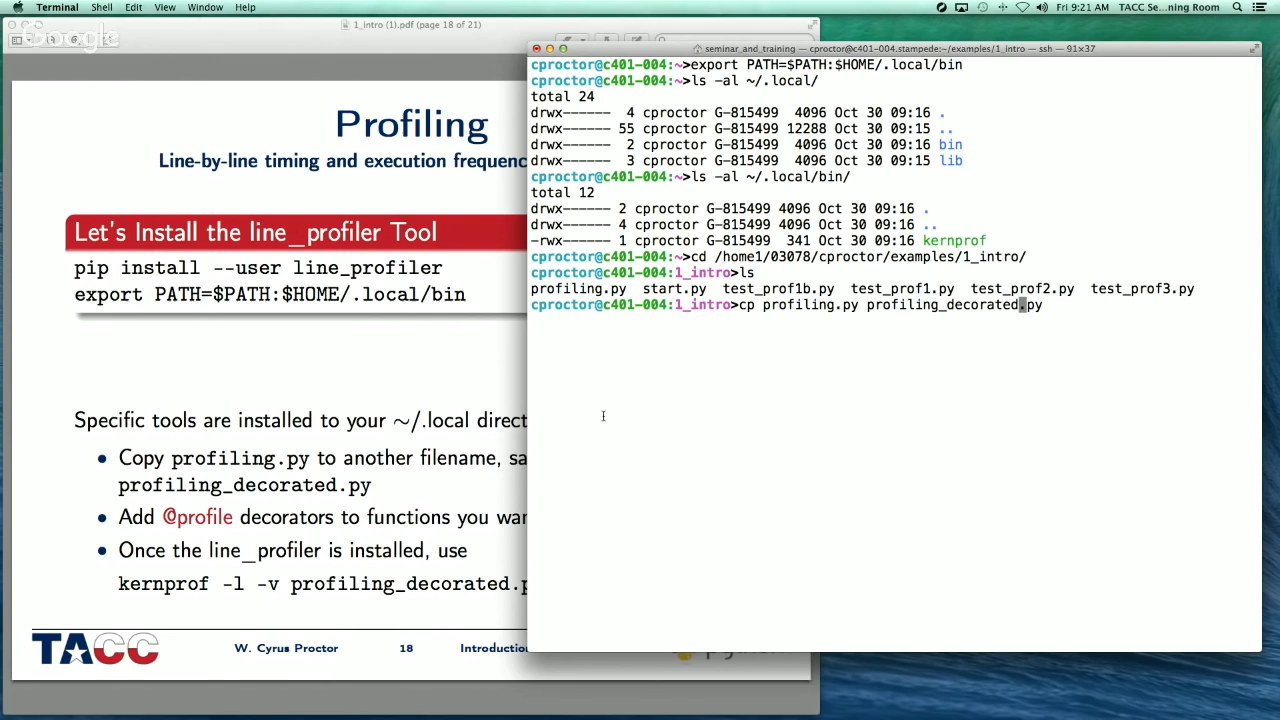 Terminal Shell Edit View Window Help
Fri 9:21 AM TACC Se...ning Room
1_intro (1).pdf (page 18 of 21)
Google
Profiling
Line-by-line timing and execution frequenc
Let's Install the line_profiler Tool
pip install --user line_profiler
export PATH=$PATH:$HOME/.local/bin
Specific tools are installed to your ~/.local direct
• Copy profiling.py to another filename, sa
profiling_decorated.py
• Add @profile decorators to functions you wan
• Once the line_profiler is installed, use
kernprof -l -v profiling_decorated.p
TACC
W. Cyrus Proctor
18
Introduction
python
seminar_and_training — cproctor@c401-004.stampede:~/examples/1_intro — ssh — 91×37
cproctor@c401-004:~>export PATH=$PATH:$HOME/.local/bin
cproctor@c401-004:~>ls -al ~/.local/
total 24
drwx------ 4 cproctor G-815499 4096 Oct 30 09:16 .
drwx------ 55 cproctor G-815499 12288 Oct 30 09:15 ..
drwx------ 2 cproctor G-815499 4096 Oct 30 09:16 bin
drwx------ 3 cproctor G-815499 4096 Oct 30 09:15 lib
cproctor@c401-004:~>ls -al ~/.local/bin/
total 12
drwx------ 2 cproctor G-815499 4096 Oct 30 09:16 .
drwx------ 4 cproctor G-815499 4096 Oct 30 09:16 ..
-rwx------ 1 cproctor G-815499 341 Oct 30 09:16 kernprof
cproctor@c401-004:~>cd /home1/03078/cproctor/examples/1_intro/
cproctor@c401-004:1_intro>ls
profiling.py start.py test_prof1b.py test_prof1.py test_prof2.py test_prof3.py
cproctor@c401-004:1_intro>cp profiling.py profiling_decorated.py